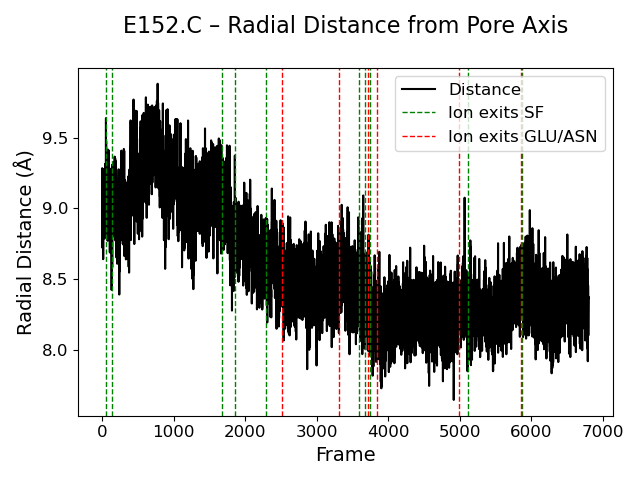 E152.C – Radial Distance from Pore Axis
Distance
Ion exits SF
Ion exits GLU/ASN
Radial Distance (Å)
9.5
9.0
8.5
8.0
0 1000 2000 3000 4000 5000 6000 7000
Frame